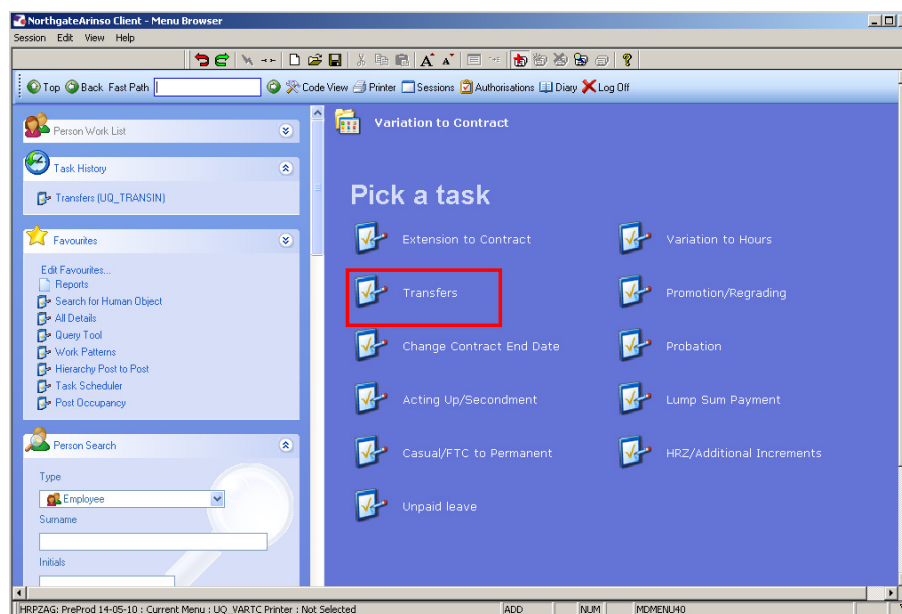 NorthgateArinso Client - Menu Browser
Session Edit View Help
Top Back Fast Path Code View Printer Sessions Authorisations Diary Log Off
Person Work List
Task History
Transfers (UQ_TRANSIN)
Favourites
Edit Favourites...
Reports
Search for Human Object
All Details
Query Tool
Work Patterns
Hierarchy Post to Post
Task Scheduler
Post Occupancy
Person Search
Type
Employee
Surname
Initials
Variation to Contract
Pick a task
Extension to Contract Variation to Hours
Transfers Promotion/Regrading
Change Contract End Date Probation
Acting Up/Secondment Lump Sum Payment
Casual/FTC to Permanent HRZ/Additional Increments
Unpaid leave
HRPZAG: PreProd 14-05-10 : Current Menu : UQ_VARTC Printer : Not Selected ADD NUM MDMENU40